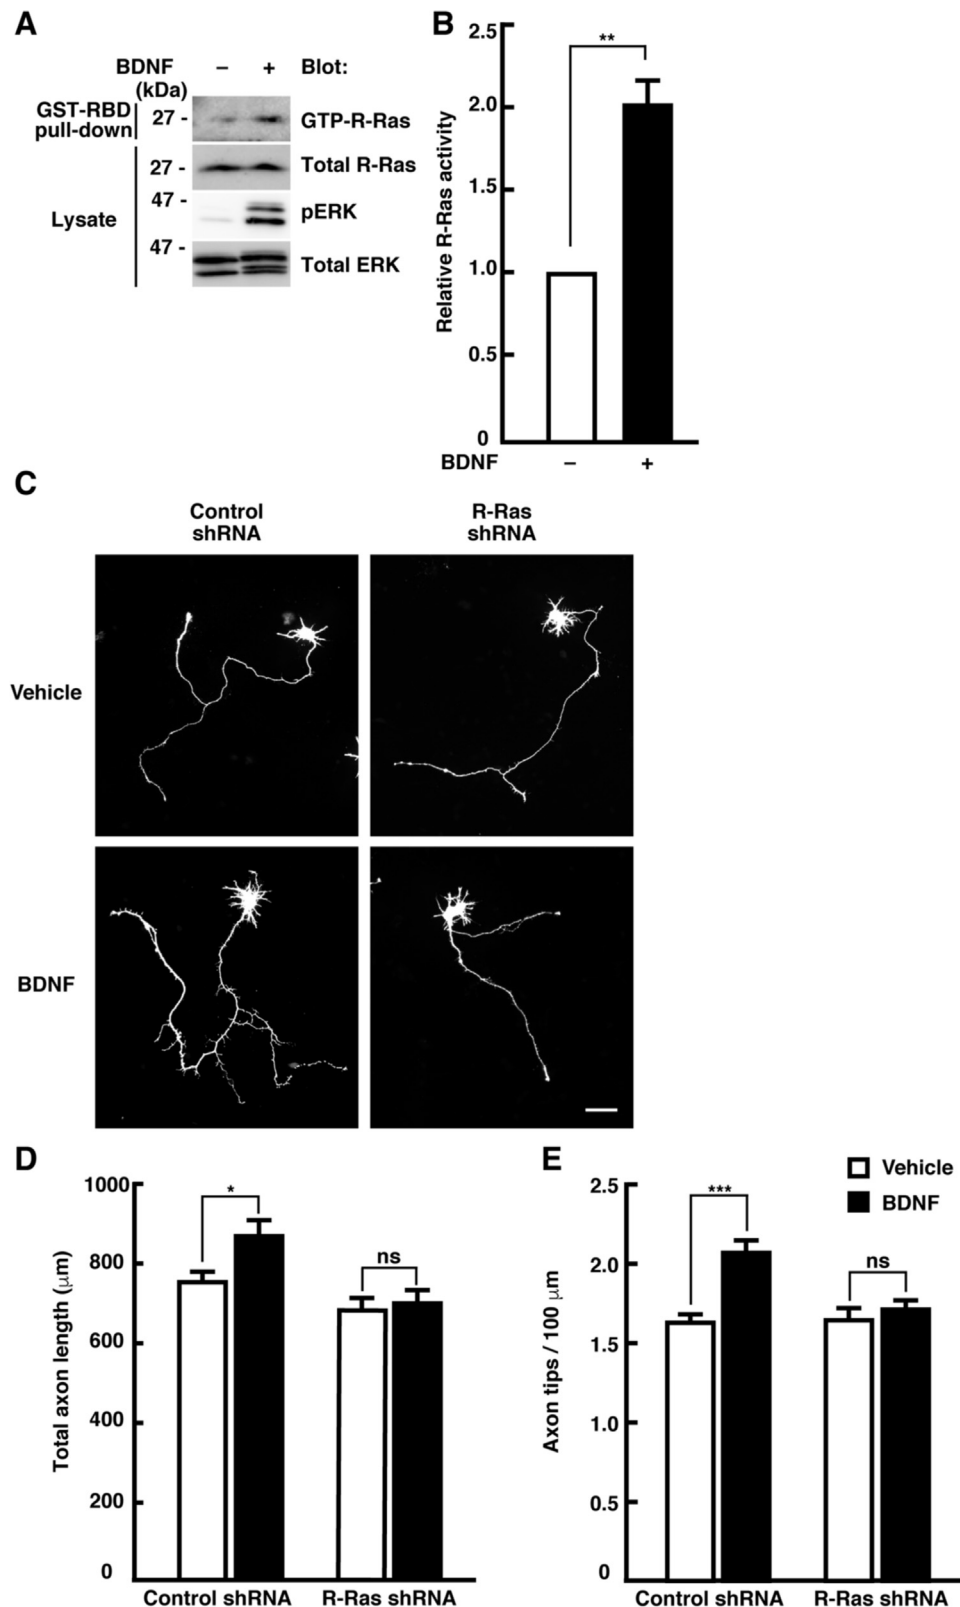 A
BDNF − + Blot:
(kDa)
GST-RBD
pull-down
27 - GTP-R-Ras
27 - Total R-Ras
Lysate
47 - pERK
47 - Total ERK
B
Relative R-Ras activity
2.5
2.0
1.5
1.0
0.5
0
**
BDNF − +
C
Control
shRNA
R-Ras
shRNA
Vehicle
BDNF
D
Total axon length (μm)
1000
800
600
400
200
0
*
ns
Control shRNA R-Ras shRNA
E
Vehicle
BDNF
Axon tips / 100 μm
2.5
2.0
1.5
1.0
0.5
0
***
ns
Control shRNA R-Ras shRNA